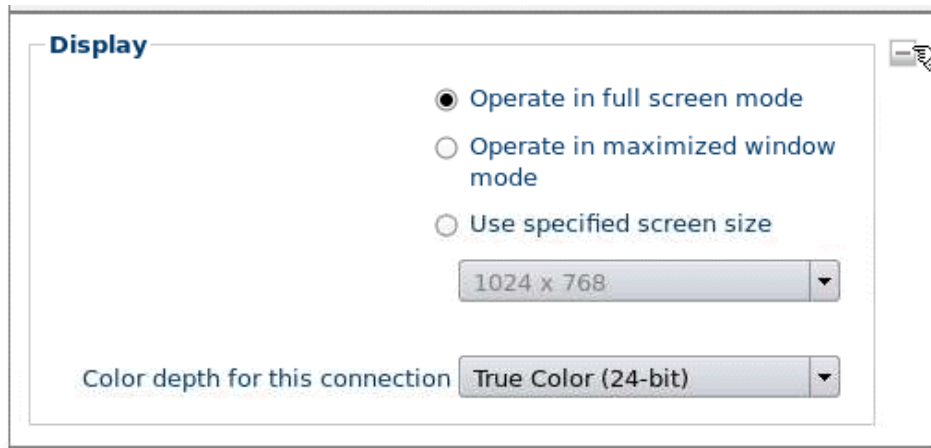 Display
Operate in full screen mode
Operate in maximized window
mode
Use specified screen size
1024 x 768
Color depth for this connection True Color (24-bit)